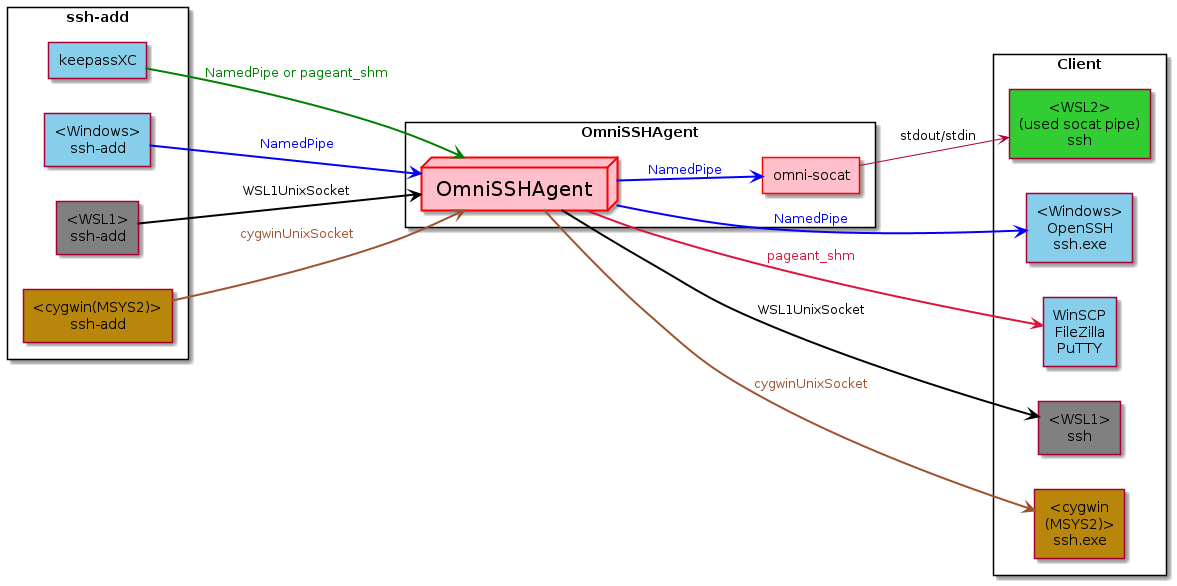 ssh-add
keepassXC
<Windows>
ssh-add
<WSL1>
ssh-add
<cygwin(MSYS2)>
ssh-add
NamedPipe or pageant_shm
NamedPipe
WSL1UnixSocket
cygwinUnixSocket
OmniSSHAgent
OmniSSHAgent
NamedPipe
omni-socat
stdout/stdin
NamedPipe
pageant_shm
WSL1UnixSocket
cygwinUnixSocket
Client
<WSL2>
(used socat pipe)
ssh
<Windows>
OpenSSH
ssh.exe
WinSCP
FileZilla
PuTTY
<WSL1>
ssh
<cygwin
(MSYS2)>
ssh.exe